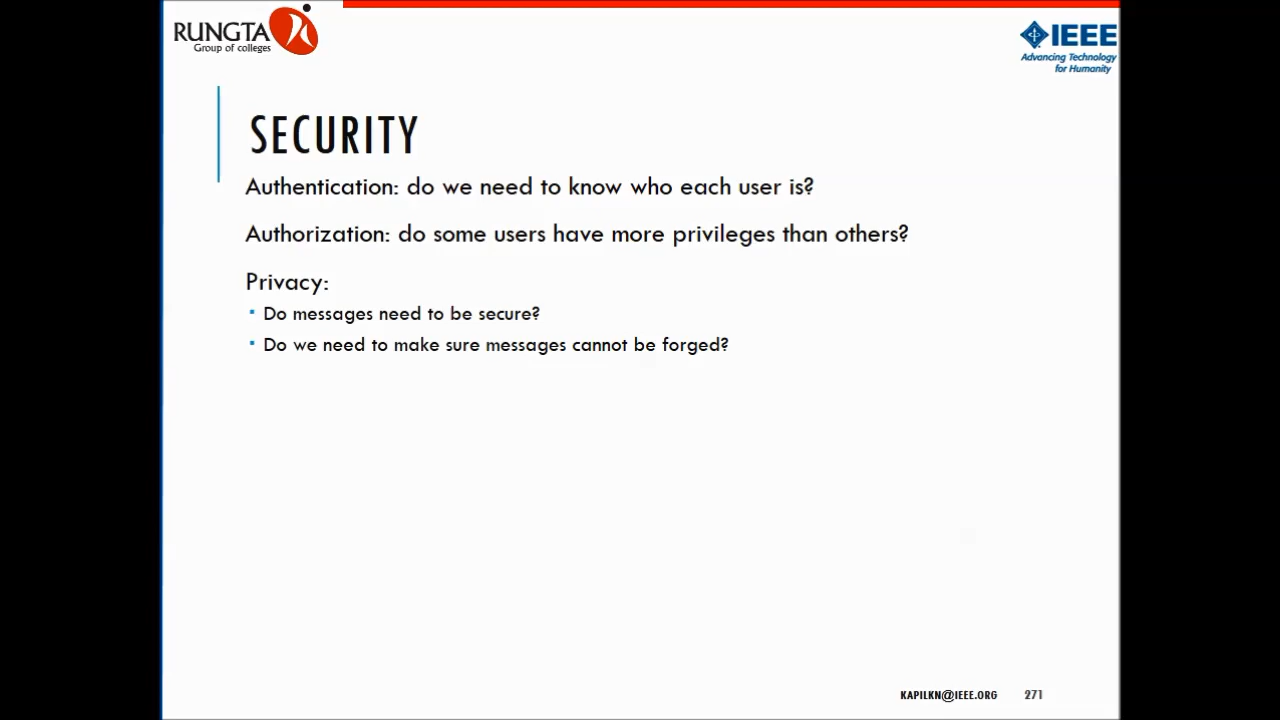 RUNGTA
Group of colleges
IEEE
Advancing Technology
for Humanity
SECURITY
Authentication: do we need to know who each user is?
Authorization: do some users have more privileges than others?
Privacy:
▪ Do messages need to be secure?
▪ Do we need to make sure messages cannot be forged?
KAPILKN@IEEE.ORG 271